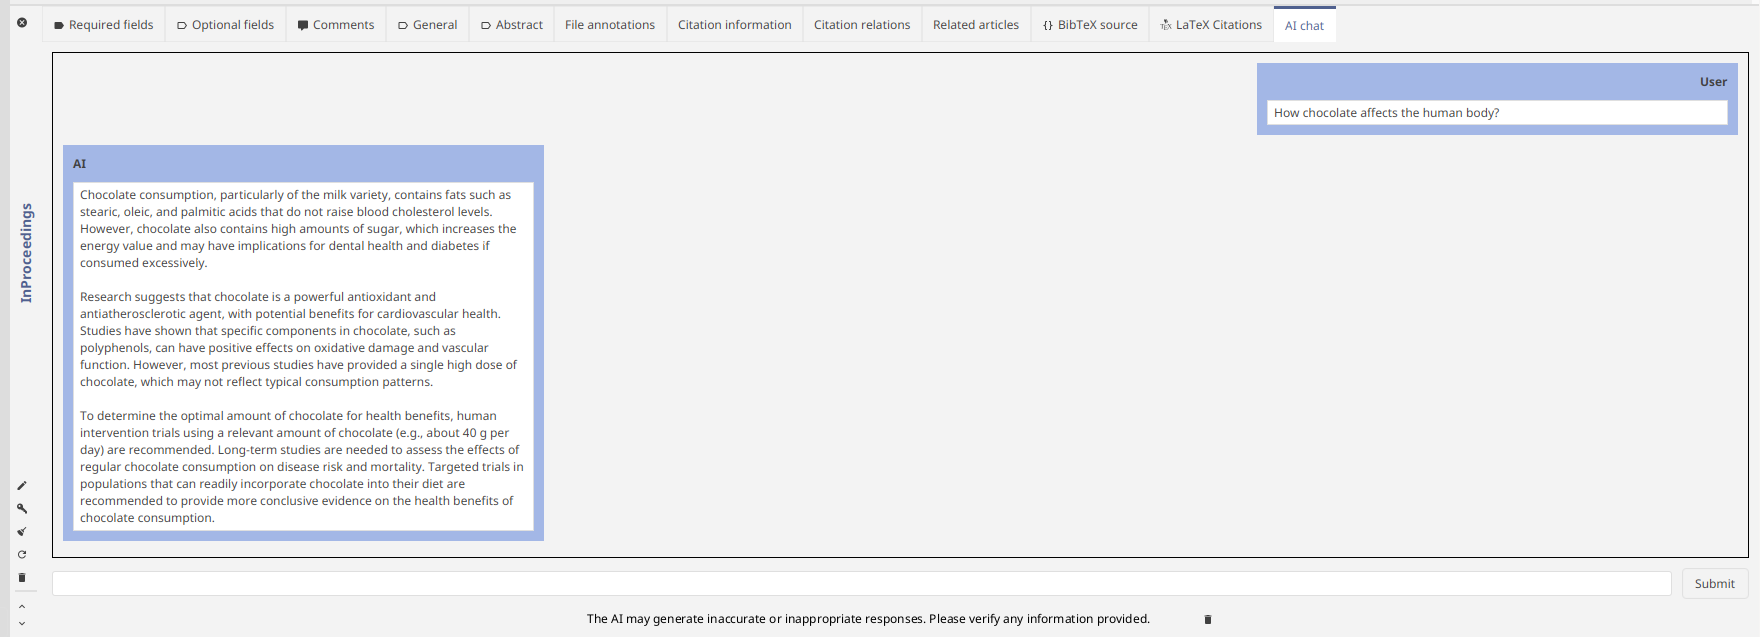 Required fields
Optional fields
Comments
General
Abstract
File annotations
Citation information
Citation relations
Related articles
{} BibTeX source
TEX LaTeX Citations
AI chat
InProceedings
User
How chocolate affects the human body?
AI
Chocolate consumption, particularly of the milk variety, contains fats such as
stearic, oleic, and palmitic acids that do not raise blood cholesterol levels.
However, chocolate also contains high amounts of sugar, which increases the
energy value and may have implications for dental health and diabetes if
consumed excessively.
Research suggests that chocolate is a powerful antioxidant and
antiatherosclerotic agent, with potential benefits for cardiovascular health.
Studies have shown that specific components in chocolate, such as
polyphenols, can have positive effects on oxidative damage and vascular
function. However, most previous studies have provided a single high dose of
chocolate, which may not reflect typical consumption patterns.
To determine the optimal amount of chocolate for health benefits, human
intervention trials using a relevant amount of chocolate (e.g., about 40 g per
day) are recommended. Long-term studies are needed to assess the effects of
regular chocolate consumption on disease risk and mortality. Targeted trials in
populations that can readily incorporate chocolate into their diet are
recommended to provide more conclusive evidence on the health benefits of
chocolate consumption.
Submit
The AI may generate inaccurate or inappropriate responses. Please verify any information provided.